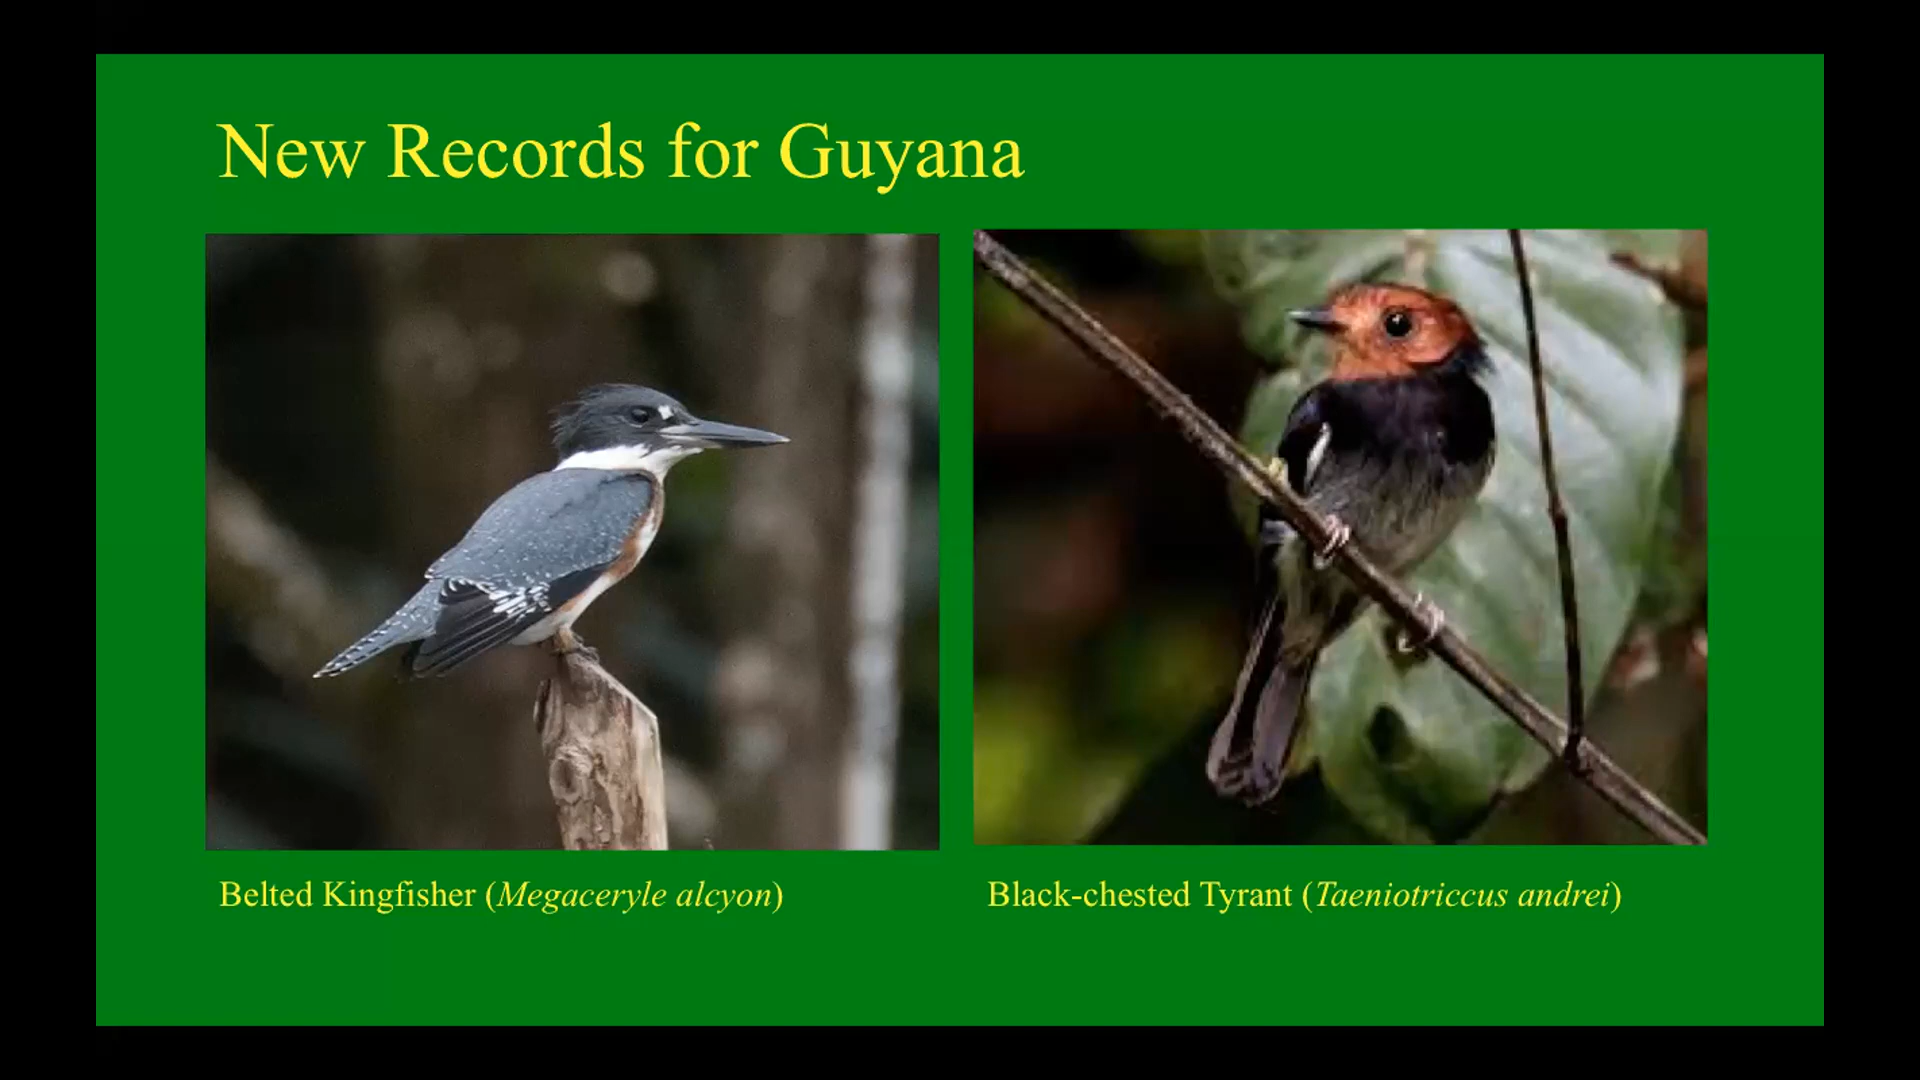 New Records for Guyana
Belted Kingfisher (Megaceryle alcyon)
Black-chested Tyrant (Taeniotriccus andrei)